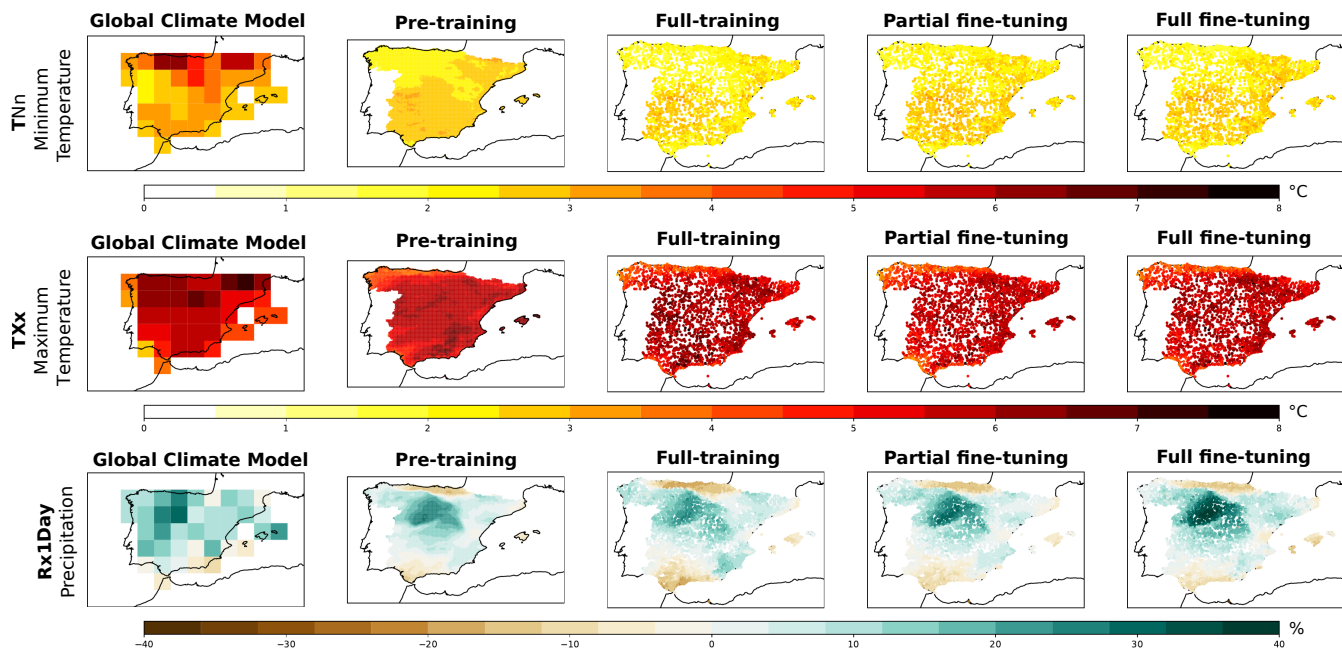 Global Climate Model
Pre-training
Full-training
Partial fine-tuning
Full fine-tuning
TNn
Minimum
Temperature
0 1 2 3 4 5 6 7 8 °C
Global Climate Model
Pre-training
Full-training
Partial fine-tuning
Full fine-tuning
TXx
Maximum
Temperature
0 1 2 3 4 5 6 7 8 °C
Global Climate Model
Pre-training
Full-training
Partial fine-tuning
Full fine-tuning
Rx1Day
Precipitation
−40 −30 −20 −10 0 10 20 30 40 %